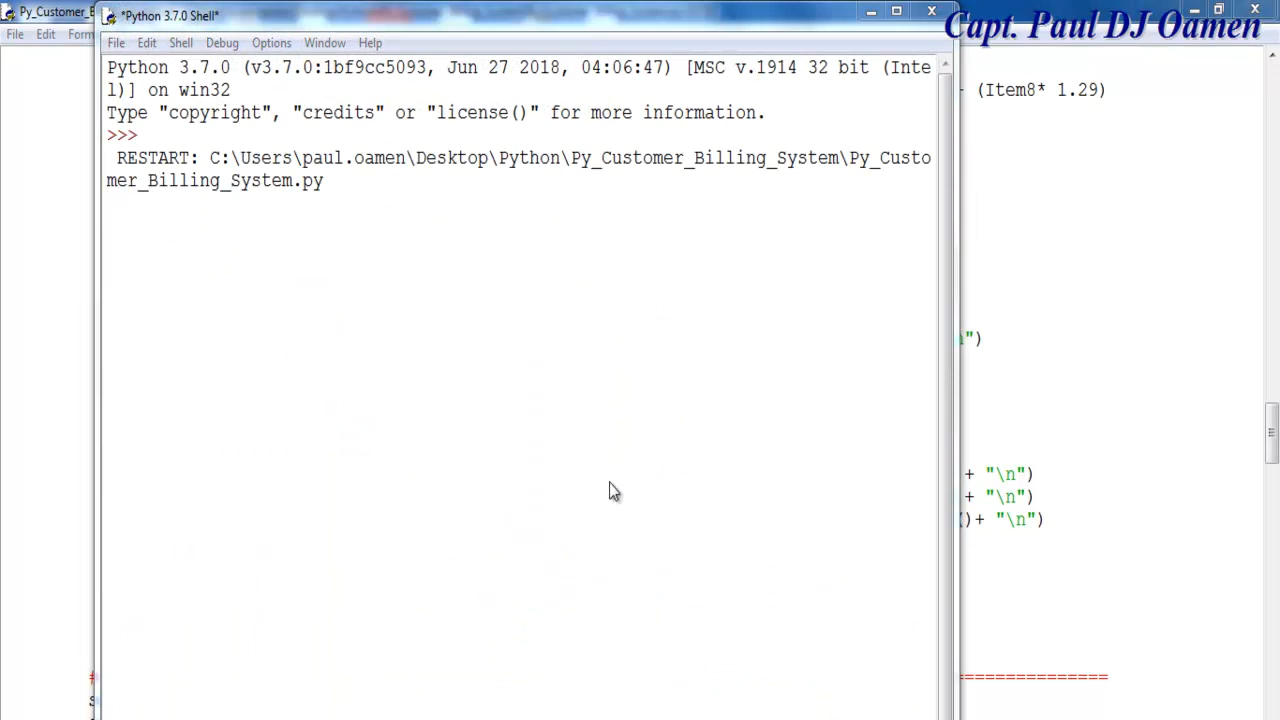 Py_Customer_B
*Python 3.7.0 Shell*
Capt. Paul DJ Oamen
File Edit Form
File Edit Shell Debug Options Window Help
Python 3.7.0 (v3.7.0:1bf9cc5093, Jun 27 2018, 04:06:47) [MSC v.1914 32 bit (Inte
l)] on win32
(Item8* 1.29)
Type "copyright", "credits" or "license()" for more information.
>>>
RESTART: C:\Users\paul.oamen\Desktop\Python\Py_Customer_Billing_System\Py_Custo
mer_Billing_System.py
")
+ "\n")
+ "\n")
()+ "\n")
#
==============